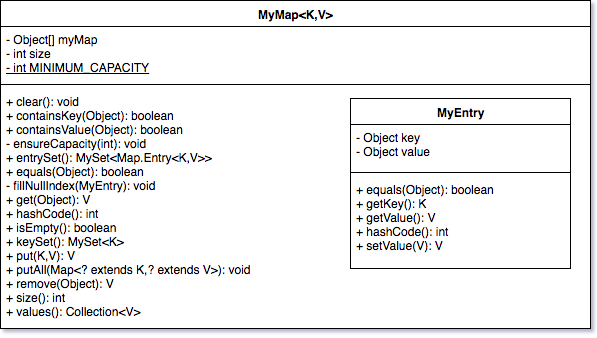 MyMap<K,V>
- Object[] myMap
- int size
- int MINIMUM_CAPACITY
+ clear(): void
+ containsKey(Object): boolean
+ containsValue(Object): boolean
- ensureCapacity(int): void
+ entrySet(): MySet<Map.Entry<K,V>>
+ equals(Object): boolean
- fillNullIndex(MyEntry): void
+ get(Object): V
+ hashCode(): int
+ isEmpty(): boolean
+ keySet(): MySet<K>
+ put(K,V): V
+ putAll(Map<? extends K,? extends V>): void
+ remove(Object): V
+ size(): int
+ values(): Collection<V>
MyEntry
- Object key
- Object value
+ equals(Object): boolean
+ getKey(): K
+ getValue(): V
+ hashCode(): int
+ setValue(V): V